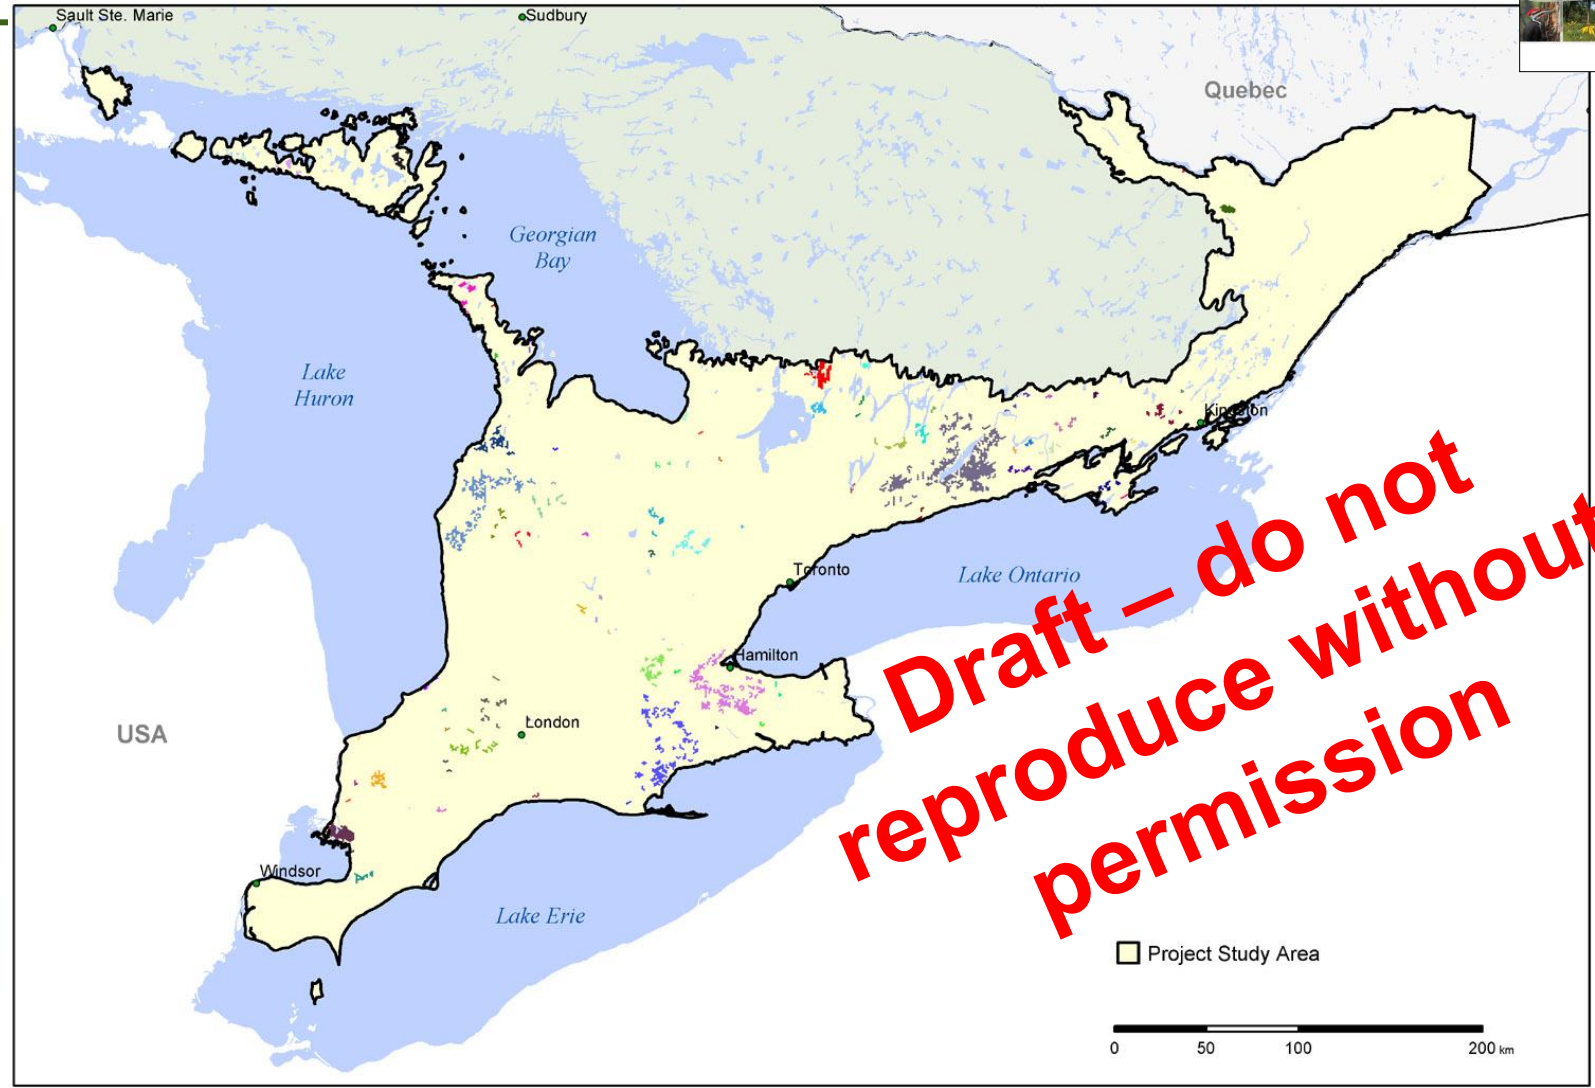 Sault Ste. Marie
Sudbury
Quebec
Georgian
Bay
Lake
Huron
Kingston
Toronto
Lake Ontario
Hamilton
USA
London
Windsor
Lake Erie
Draft – do not
reproduce without
permission
Project Study Area
0 50 100 200 km